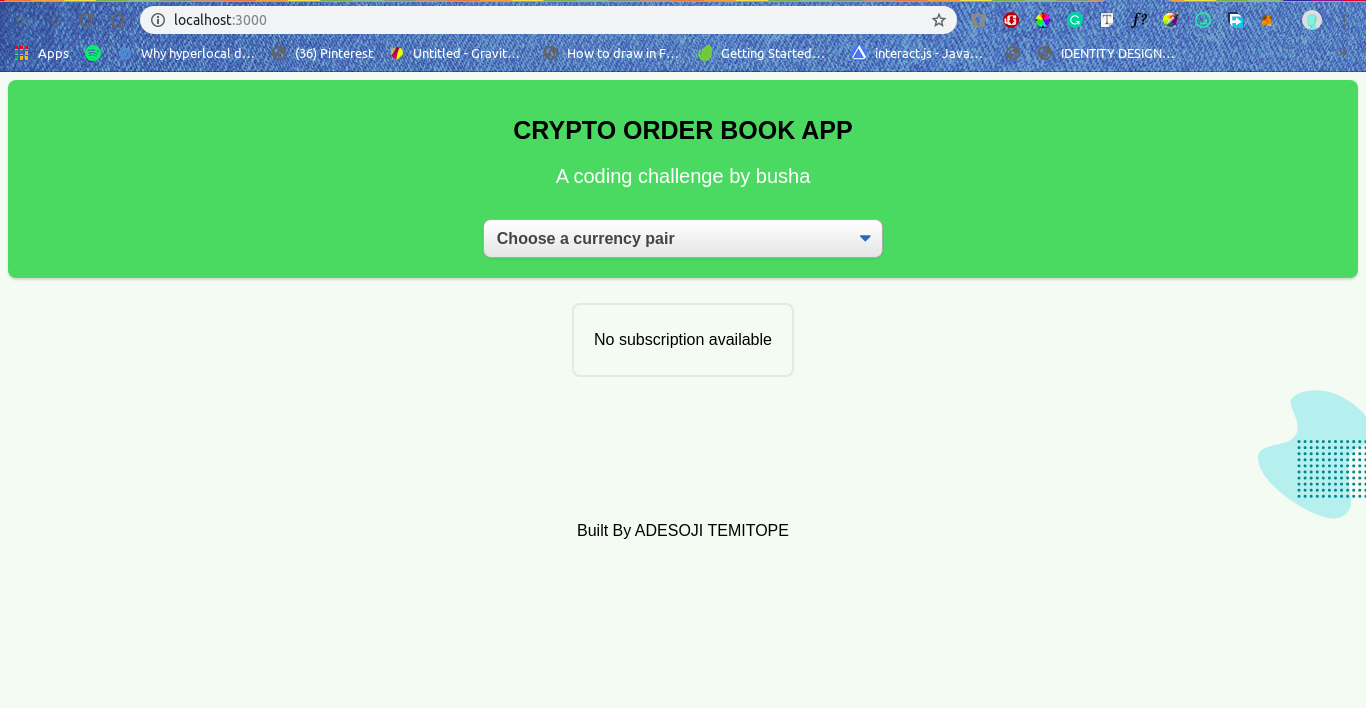 localhost:3000
Apps
Why hyperlocal d...
(36) Pinterest
Untitled - Gravit...
How to draw in F...
Getting Started...
interact.js - Java...
IDENTITY DESIGN...
CRYPTO ORDER BOOK APP
A coding challenge by busha
Choose a currency pair
No subscription available
Built By ADESOJI TEMITOPE